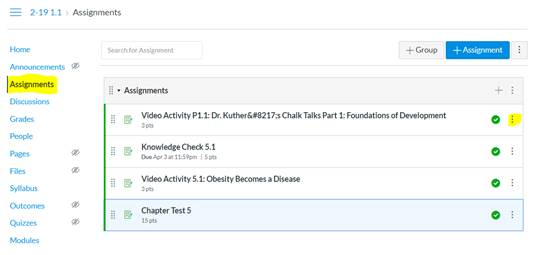 2-19 1.1 › Assignments
Home
Announcements
Assignments
Discussions
Grades
People
Pages
Files
Syllabus
Outcomes
Quizzes
Modules
Search for Assignment
+ Group
+ Assignment
Assignments
Video Activity P1.1: Dr. Kuther&#8217;s Chalk Talks Part 1: Foundations of Development
3 pts
Knowledge Check 5.1
Due Apr 3 at 11:59pm | 5 pts
Video Activity 5.1: Obesity Becomes a Disease
3 pts
Chapter Test 5
15 pts